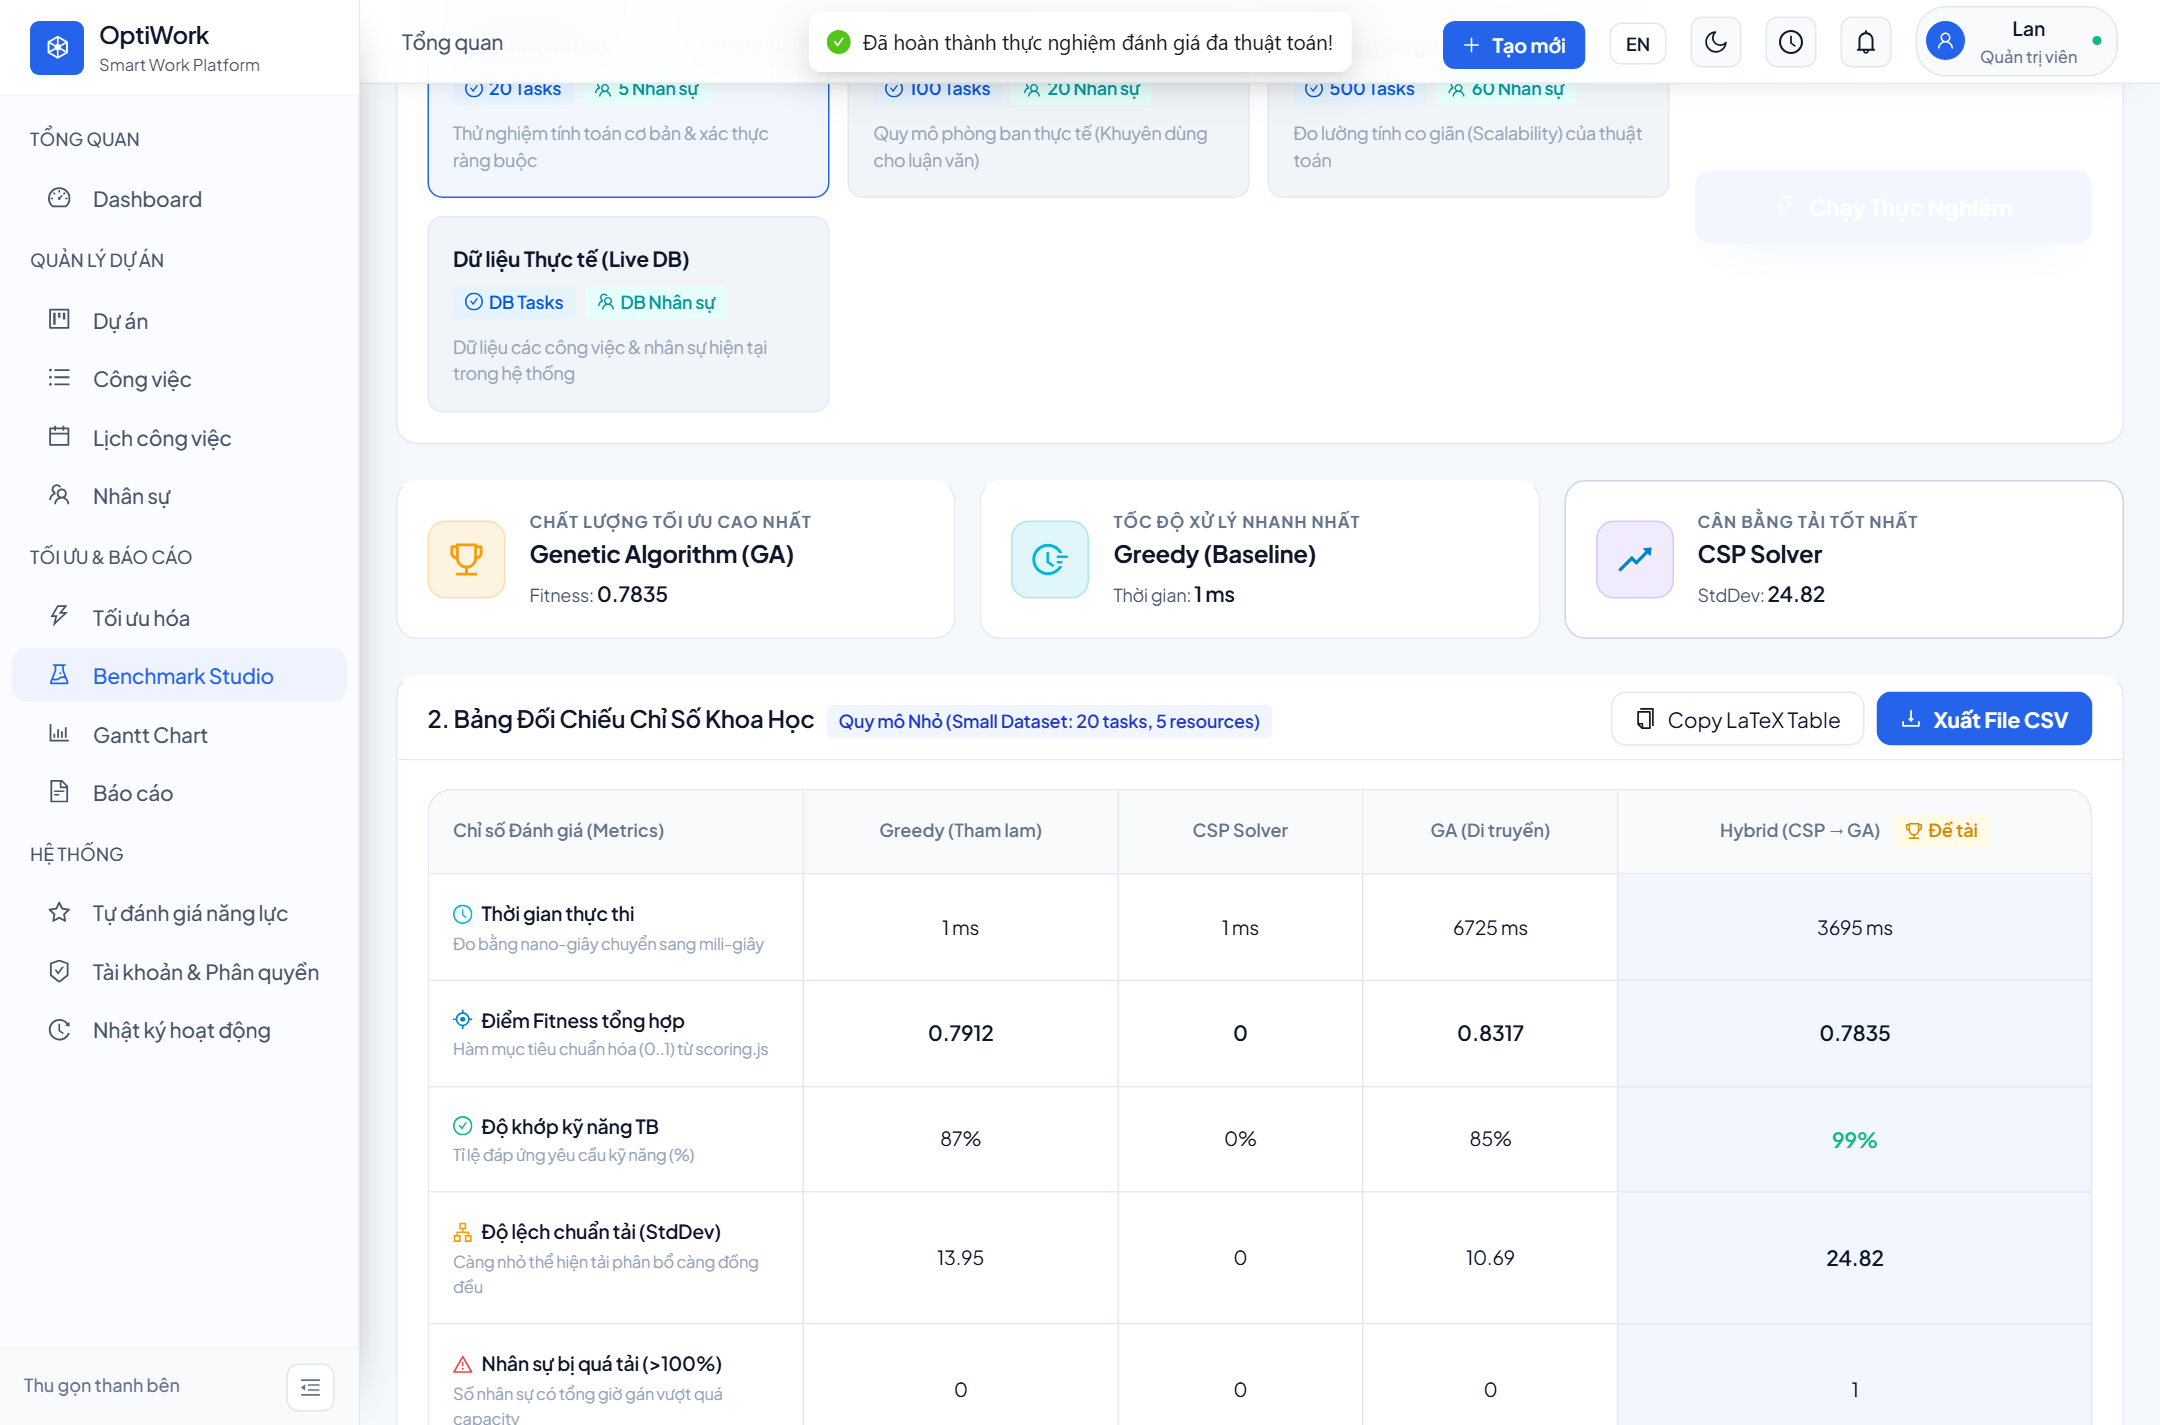 OptiWork
Smart Work Platform
TỔNG QUAN
Dashboard
QUẢN LÝ DỰ ÁN
Dự án
Công việc
Lịch công việc
Nhân sự
TỐI ƯU & BÁO CÁO
Tối ưu hóa
Benchmark Studio
Gantt Chart
Báo cáo
HỆ THỐNG
Tự đánh giá năng lực
Tài khoản & Phân quyền
Nhật ký hoạt động
Thu gọn thanh bên
Tổng quan
Đã hoàn thành thực nghiệm đánh giá đa thuật toán!
Tạo mới
EN
Lan
Quản trị viên
20 Tasks
5 Nhân sự
Thử nghiệm tính toán cơ bản & xác thực
ràng buộc
100 Tasks
20 Nhân sự
Quy mô phòng ban thực tế (Khuyên dùng
cho luận văn)
500 Tasks
60 Nhân sự
Đo lường tính co giãn (Scalability) của thuật
toán
Chạy Thực Nghiệm
Dữ liệu Thực tế (Live DB)
DB Tasks
DB Nhân sự
Dữ liệu các công việc & nhân sự hiện tại
trong hệ thống
CHẤT LƯỢNG TỐI ƯU CAO NHẤT
Genetic Algorithm (GA)
Fitness: 0.7835
TỐC ĐỘ XỬ LÝ NHANH NHẤT
Greedy (Baseline)
Thời gian: 1 ms
CÂN BẰNG TẢI TỐT NHẤT
CSP Solver
StdDev: 24.82
2. Bảng Đối Chiếu Chỉ Số Khoa Học
Quy mô Nhỏ (Small Dataset: 20 tasks, 5 resources)
Copy LaTeX Table
Xuất File CSV
Chỉ số Đánh giá (Metrics)
Greedy (Tham lam)
CSP Solver
GA (Di truyền)
Hybrid (CSP → GA)
Đề tài
Thời gian thực thi
Đo bằng nano-giây chuyển sang mili-giây
1 ms
1 ms
6725 ms
3695 ms
Điểm Fitness tổng hợp
Hàm mục tiêu chuẩn hóa (0..1) từ scoring.js
0.7912
0
0.8317
0.7835
Độ khớp kỹ năng TB
Tỉ lệ đáp ứng yêu cầu kỹ năng (%)
87%
0%
85%
99%
Độ lệch chuẩn tải (StdDev)
Càng nhỏ thể hiện tải phân bổ càng đồng
đều
13.95
0
10.69
24.82
Nhân sự bị quá tải (>100%)
Số nhân sự có tổng giờ gán vượt quá
capacity
0
0
0
1